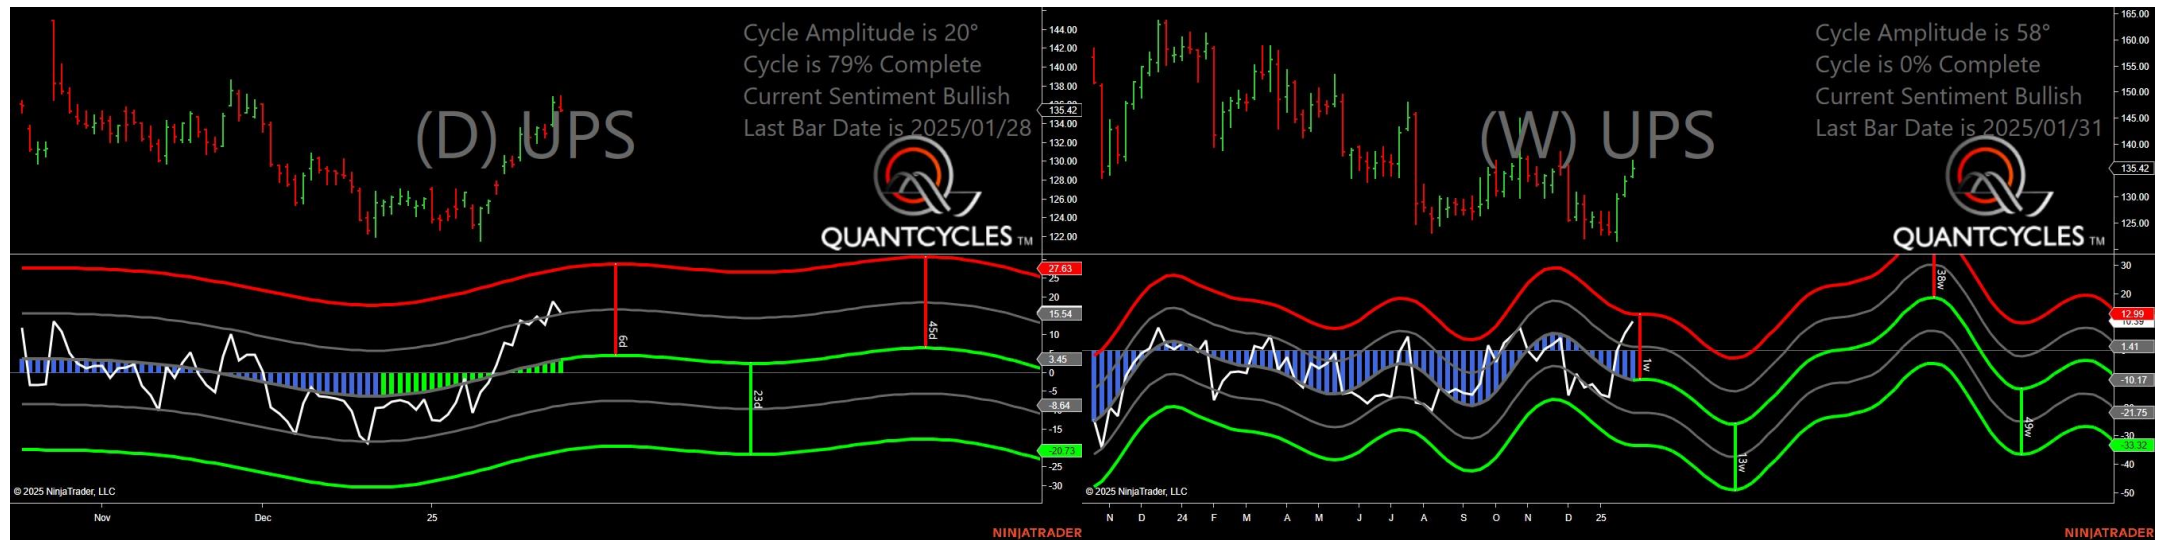 Cycle Amplitude is 20°
Cycle is 79% Complete
Current Sentiment Bullish
Last Bar Date is 2025/01/28
(D) UPS
QUANTCYCLES TM
144.00
142.00
140.00
138.00
135.42
134.00
132.00
130.00
128.00
126.00
124.00
122.00
27.63
25
20
15.54
10
3.45
0
-5
-8.64
-15
-20.73
-25
-30
6d
23d
45d
© 2025 NinjaTrader, LLC
Nov
Dec
25
NINJATRADER
Cycle Amplitude is 58°
Cycle is 0% Complete
Current Sentiment Bullish
Last Bar Date is 2025/01/31
(W) UPS
QUANTCYCLES TM
165.00
160.00
155.00
150.00
145.00
140.00
135.42
130.00
125.00
30
20
12.99
10.39
1.41
-10.17
-21.75
-30
-33.32
-40
-50
1w
13w
38w
49w
© 2025 NinjaTrader, LLC
N D 24 F M A M J J A S O N D 25
NINJATRADER